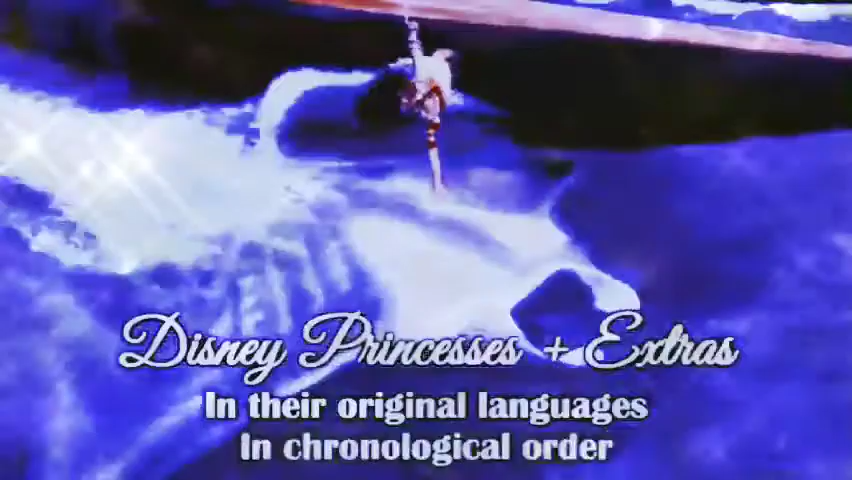 Disney Princesses + Extras
In their original languages
In chronological order